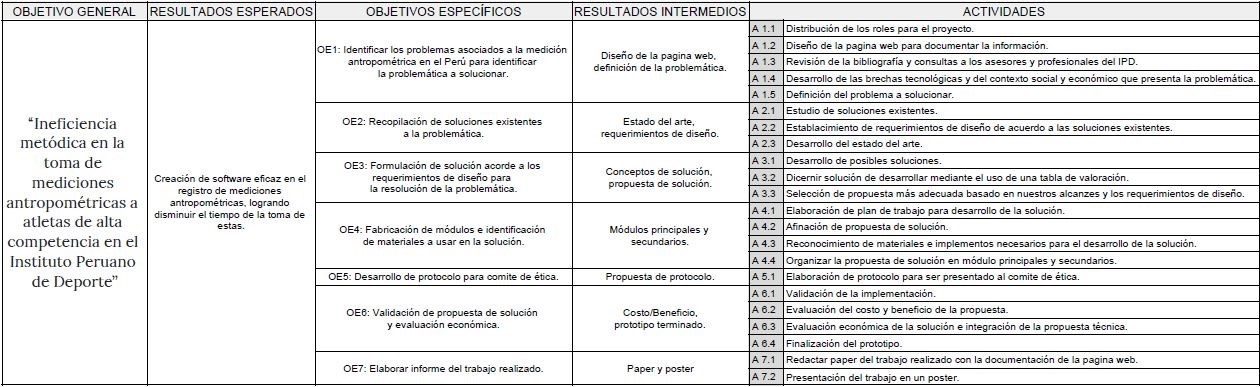 OBJETIVO GENERAL
RESULTADOS ESPERADOS
OBJETIVOS ESPECÍFICOS
RESULTADOS INTERMEDIOS
ACTIVIDADES
“Ineficiencia
metódica en la
toma de
mediciones
antropométricas a
atletas de alta
competencia en el
Instituto Peruano
de Deporte”
Creación de software eficaz en el
registro de mediciones
antropométricas, logrando
disminuir el tiempo de la toma de
estas.
OE1: Identificar los problemas asociados a la medición
antropométrica en el Perú para identificar
la problemática a solucionar.
Diseño de la pagina web,
definición de la problemática.
A 1.1 Distribución de los roles para el proyecto.
A 1.2 Diseño de la pagina web para documentar la información.
A 1.3 Revisión de la bibliografía y consultas a los asesores y profesionales del IPD.
A 1.4 Desarrollo de las brechas tecnológicas y del contexto social y económico que presenta la problemática.
A 1.5 Definición del problema a solucionar.
OE2: Recopilación de soluciones existentes
a la problemática.
Estado del arte,
requerimientos de diseño.
A 2.1 Estudio de soluciones existentes.
A 2.2 Establacimiento de requerimientos de diseño de acuerdo a las soluciones existentes.
A 2.3 Desarrollo del estado del arte.
OE3: Formulación de solución acorde a los
requerimientos de diseño para
la resolución de la problemática.
Conceptos de solución,
propuesta de solución.
A 3.1 Desarrollo de posibles soluciones.
A 3.2 Dicernir solución de desarrollar mediante el uso de una tabla de valoración.
A 3.3 Selección de propuesta más adecuada basado en nuestros alcanzes y los requerimientos de diseño.
OE4: Fabricación de módulos e identificación
de materiales a usar en la solución.
Módulos principales y
secundarios.
A 4.1 Elaboración de plan de trabajo para desarrollo de la solución.
A 4.2 Afinación de propuesta de solución.
A 4.3 Reconocimiento de materiales e implementos necesarios para el desarrollo de la solución.
A 4.4 Organizar la propuesta de solución en módulo principales y secundarios.
OE5: Desarrollo de protocolo para comite de ética.
Propuesta de protocolo.
A 5.1 Elaboración de protocolo para ser presentado al comite de ética.
OE6: Validación de propuesta de solución
y evaluación económica.
Costo/Beneficio,
prototipo terminado.
A 6.1 Validación de la implementación.
A 6.2 Evaluación del costo y beneficio de la propuesta.
A 6.3 Evaluación económica de la solución e integración de la propuesta técnica.
A 6.4 Finalización del prototipo.
OE7: Elaborar informe del trabajo realizado.
Paper y poster
A 7.1 Redactar paper del trabajo realizado con la documentación de la pagina web.
A 7.2 Presentación del trabajo en un poster.